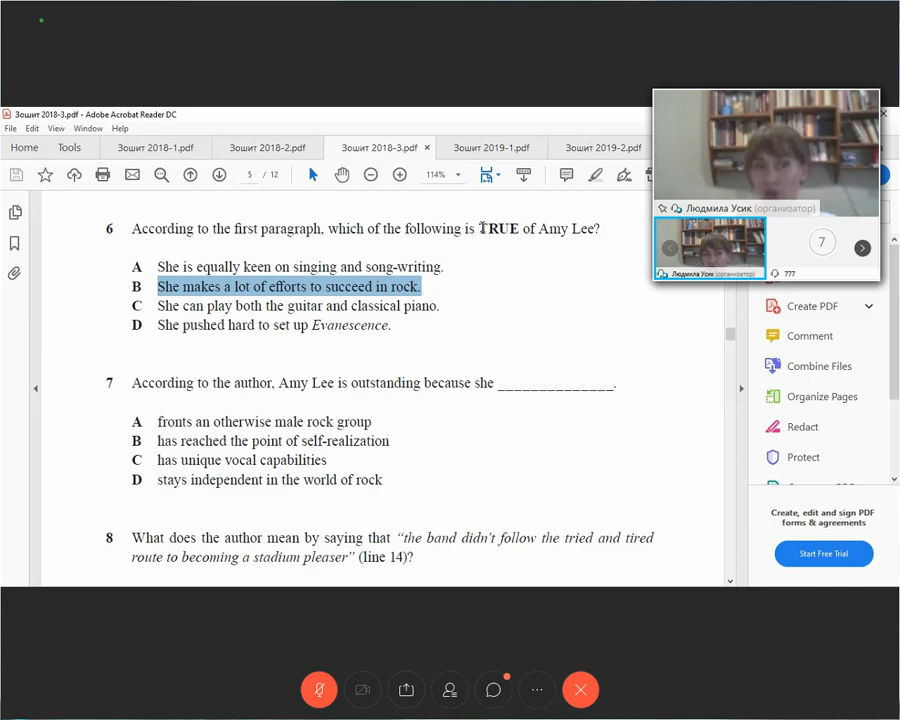 Зошит 2018-3.pdf - Adobe Acrobat Reader DC
File Edit View Window Help
Home Tools Зошит 2018-1.pdf Зошит 2018-2.pdf Зошит 2018-3.pdf × Зошит 2019-1.pdf Зошит 2019-2.pdf
5 / 12 114%
Людмила Усик (организатор)
Людмила Усик (организатор)
7
777
6 According to the first paragraph, which of the following is TRUE of Amy Lee?
A She is equally keen on singing and song-writing.
B She makes a lot of efforts to succeed in rock.
C She can play both the guitar and classical piano.
D She pushed hard to set up Evanescence.
7 According to the author, Amy Lee is outstanding because she ______________.
A fronts an otherwise male rock group
B has reached the point of self-realization
C has unique vocal capabilities
D stays independent in the world of rock
8 What does the author mean by saying that “the band didn’t follow the tried and tired
route to becoming a stadium pleaser” (line 14)?
Create PDF
Comment
Combine Files
Organize Pages
Redact
Protect
Create, edit and sign PDF
forms & agreements
Start Free Trial